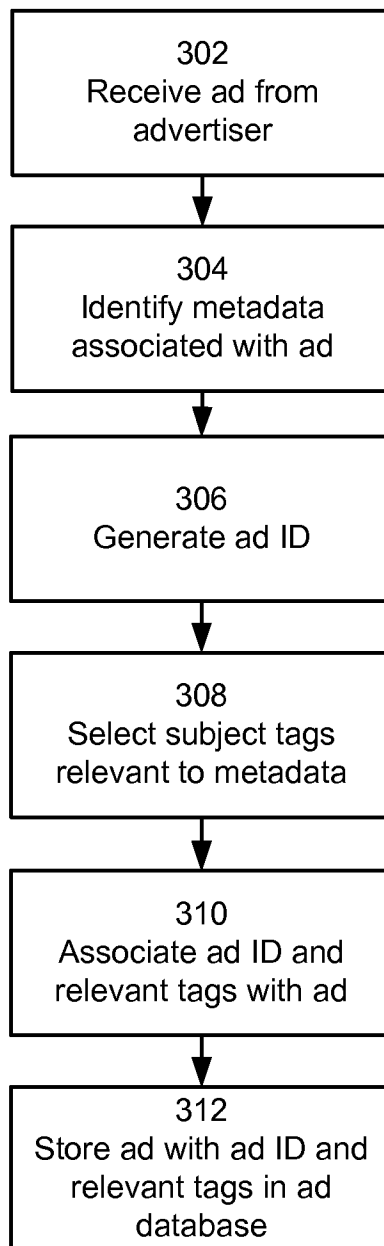 302
Receive ad from
advertiser
304
Identify metadata
associated with ad
306
Generate ad ID
308
Select subject tags
relevant to metadata
310
Associate ad ID and
relevant tags with ad
312
Store ad with ad ID and
relevant tags in ad
database